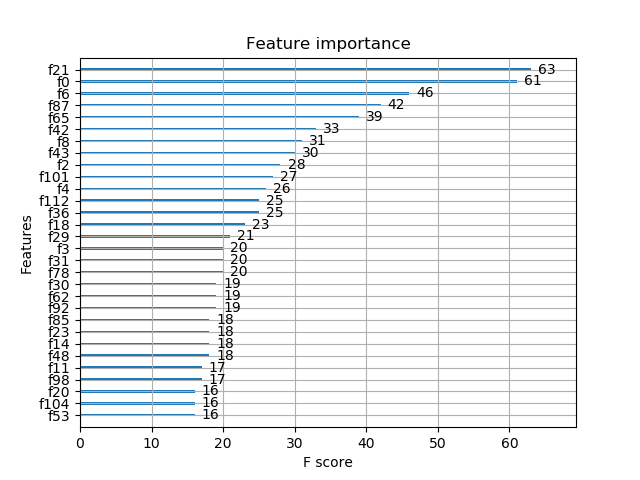 Feature importance
f21 63
f0 61
f6 46
f87 42
f65 39
f42 33
f8 31
f43 30
f2 28
f101 27
f4 26
f112 25
f36 25
f18 23
f29 21
f3 20
f31 20
f78 20
f30 19
f62 19
f92 19
f85 18
f23 18
f14 18
f48 18
f11 17
f98 17
f20 16
f104 16
f53 16
Features
0 10 20 30 40 50 60
F score